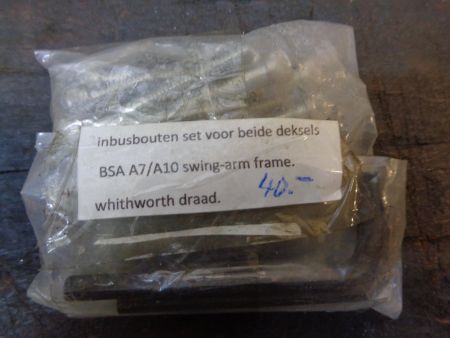 inbusbouten set voor beide deksels
BSA A7/A10 swing-arm frame.
40.-
whithworth draad.